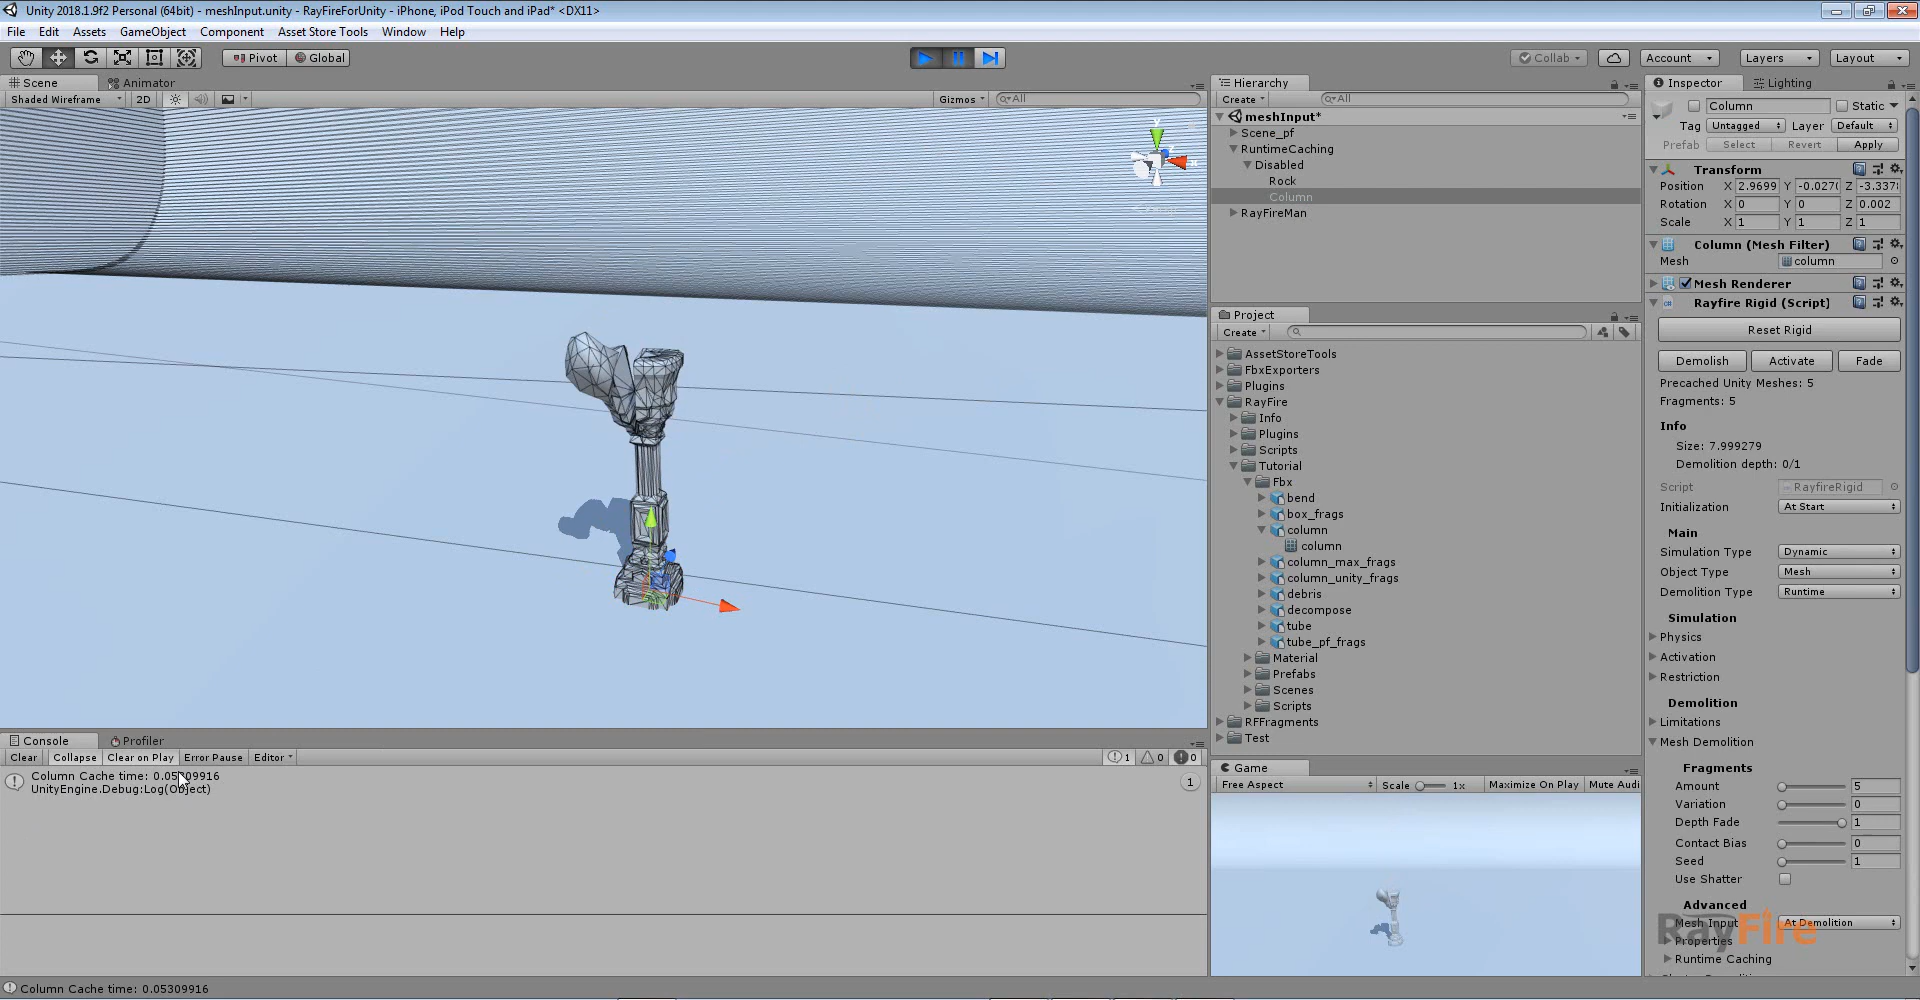 Unity 2018.1.9f2 Personal (64bit) - meshInput.unity - RayFireForUnity - iPhone, iPod Touch and iPad* <DX11>
File Edit Assets GameObject Component Asset Store Tools Window Help
Pivot Global Collab Account Layers Layout
Scene Animator
Shaded Wireframe 2D Gizmos All
Hierarchy
Create All
meshInput*
Scene_pf
RuntimeCaching
Disabled
Rock
Column
RayFireMan
Project
Create
AssetStoreTools
FbxExporters
Plugins
RayFire
Info
Plugins
Scripts
Tutorial
Fbx
bend
box_frags
column
column
column_max_frags
column_unity_frags
debris
decompose
tube
tube_pf_frags
Material
Prefabs
Scenes
Scripts
RFFragments
Test
Game
Free Aspect Scale 1x Maximize On Play Mute Audi
Inspector Lighting
Column Static
Tag Untagged Layer Default
Prefab Select Revert Apply
Transform
Position X 2.9699 Y -0.027( Z -3.337
Rotation X 0 Y 0 Z 0.002
Scale X 1 Y 1 Z 1
Column (Mesh Filter)
Mesh column
Mesh Renderer
Rayfire Rigid (Script)
Reset Rigid
Demolish Activate Fade
Precached Unity Meshes: 5
Fragments: 5
Info
Size: 7.999279
Demolition depth: 0/1
Script RayfireRigid
Initialization At Start
Main
Simulation Type Dynamic
Object Type Mesh
Demolition Type Runtime
Simulation
Physics
Activation
Restriction
Demolition
Limitations
Mesh Demolition
Fragments
Amount 5
Variation 0
Depth Fade 1
Contact Bias 0
Seed 1
Use Shatter
Advanced
Mesh Input At Demolition
Properties
Runtime Caching
RayFire
Console Profiler
Clear Collapse Clear on Play Error Pause Editor 1 0 0
Column Cache time: 0.05309916
UnityEngine.Debug:Log(Object)
1
Column Cache time: 0.05309916